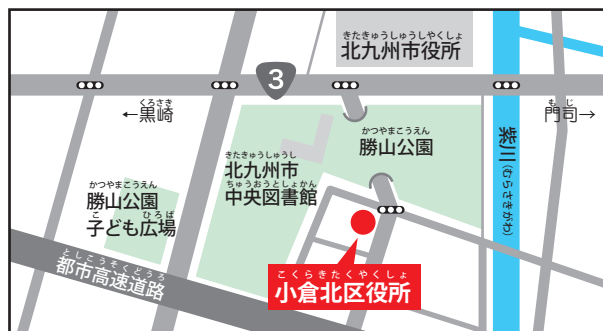 きたきゅうしゅうしやくしょ
北九州市役所
3
くろさき
←黒崎
もじ
門司→
きたきゅうしゅうし
北九州市
ちゅうおうとしょかん
中央図書館
かつやまこうえん
勝山公園
紫川(むらさきがわ)
かつやまこうえん
勝山公園
こ ひろば
子ども広場
としこうそくどうろ
都市高速道路
こくらきたくやくしょ
小倉北区役所